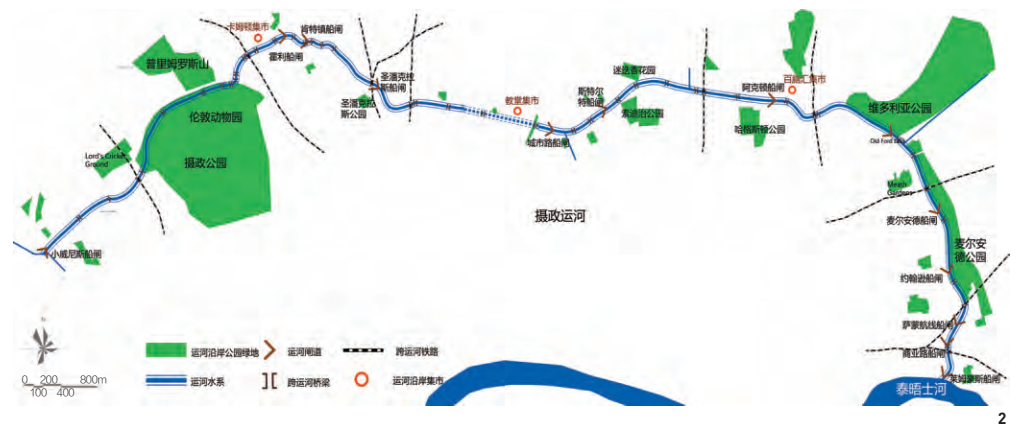 卡姆顿集市
肯特镇船闸
霍利船闸
普里姆罗斯山
圣潘克拉
斯船闸
圣潘克拉
斯公园
伦敦动物园
Lord's Cricket
Ground
摄政公园
小威尼斯船闸
教堂集市
城市路船闸
斯特尔
特船闸
迷迭香花园
索迪治公园
阿克顿船闸
百丽汇集市
哈格斯顿公园
维多利亚公园
Old Ford Lock
Meath
Gardens
麦尔安德船闸
麦尔安
德公园
约翰逊船闸
萨蒙航线船闸
商业路船闸
莱姆豪斯船闸
摄政运河
泰晤士河
运河沿岸公园绿地
运河闸道
跨运河铁路
运河水系
跨运河桥梁
运河沿岸集市
0 200 800m
100 400
2